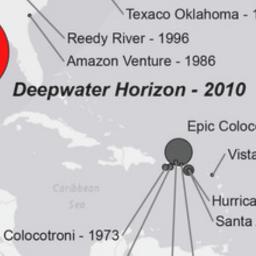 Texaco Oklahoma - 1
Reedy River - 1996
Amazon Venture - 1986
Deepwater Horizon - 2010
Epic Coloc
Vista
Caribbean
Sea
Hurrica
Santa
Colocotroni - 1973